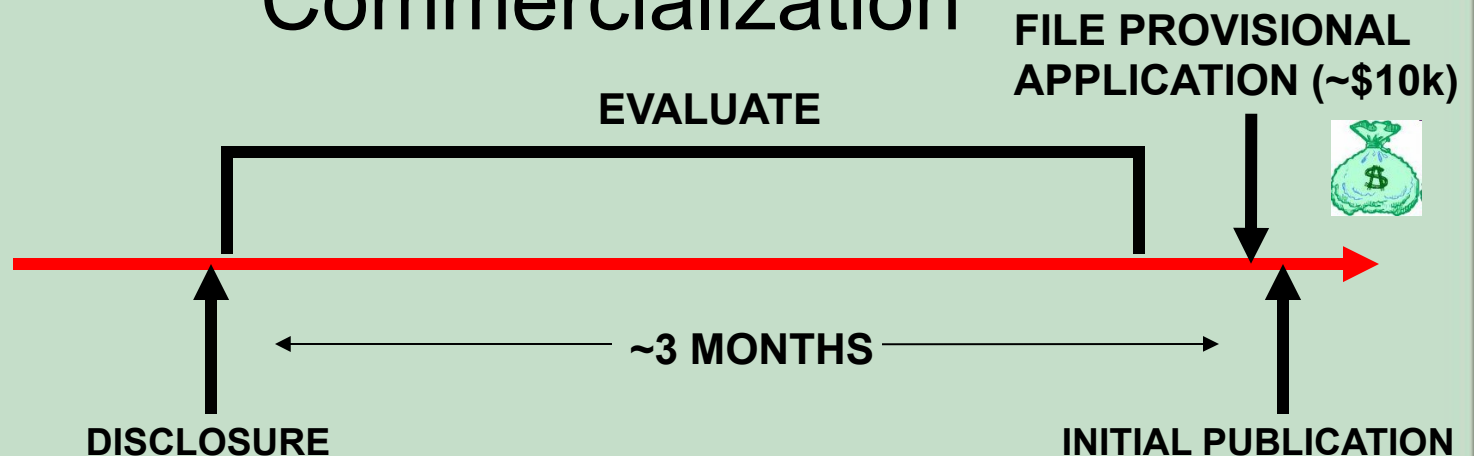 Commercialization
FILE PROVISIONAL
APPLICATION (~$10k)
EVALUATE
$
~3 MONTHS
DISCLOSURE
INITIAL PUBLICATION